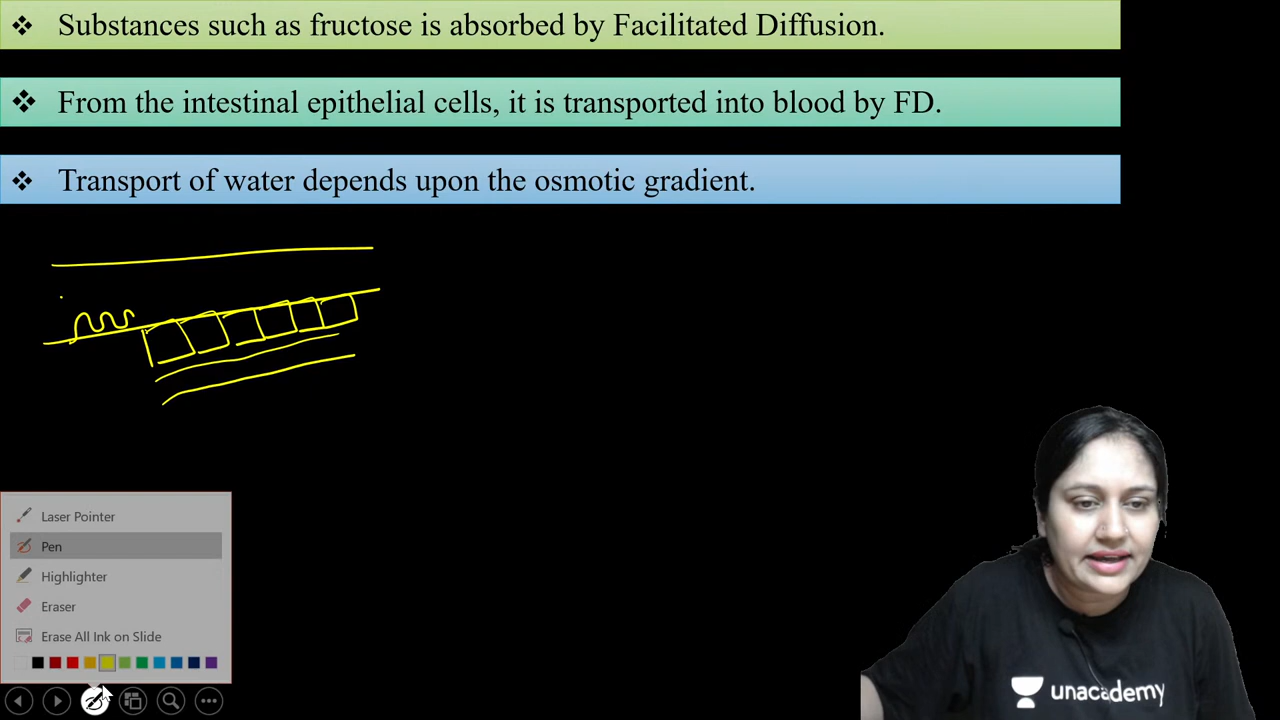 ❖ Substances such as fructose is absorbed by Facilitated Diffusion.
❖ From the intestinal epithelial cells, it is transported into blood by FD.
❖ Transport of water depends upon the osmotic gradient.
Laser Pointer
Pen
Highlighter
Eraser
Erase All Ink on Slide
unacademy